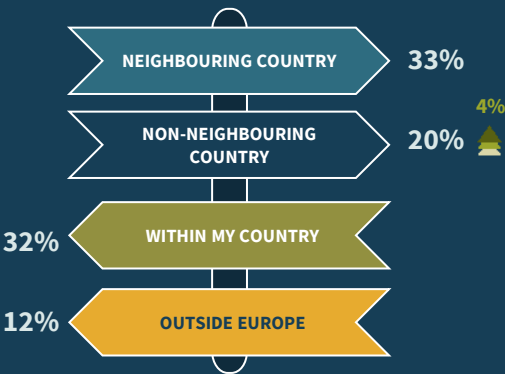 NEIGHBOURING COUNTRY
33%
4%
NON-NEIGHBOURING
COUNTRY
20%
WITHIN MY COUNTRY
32%
OUTSIDE EUROPE
12%